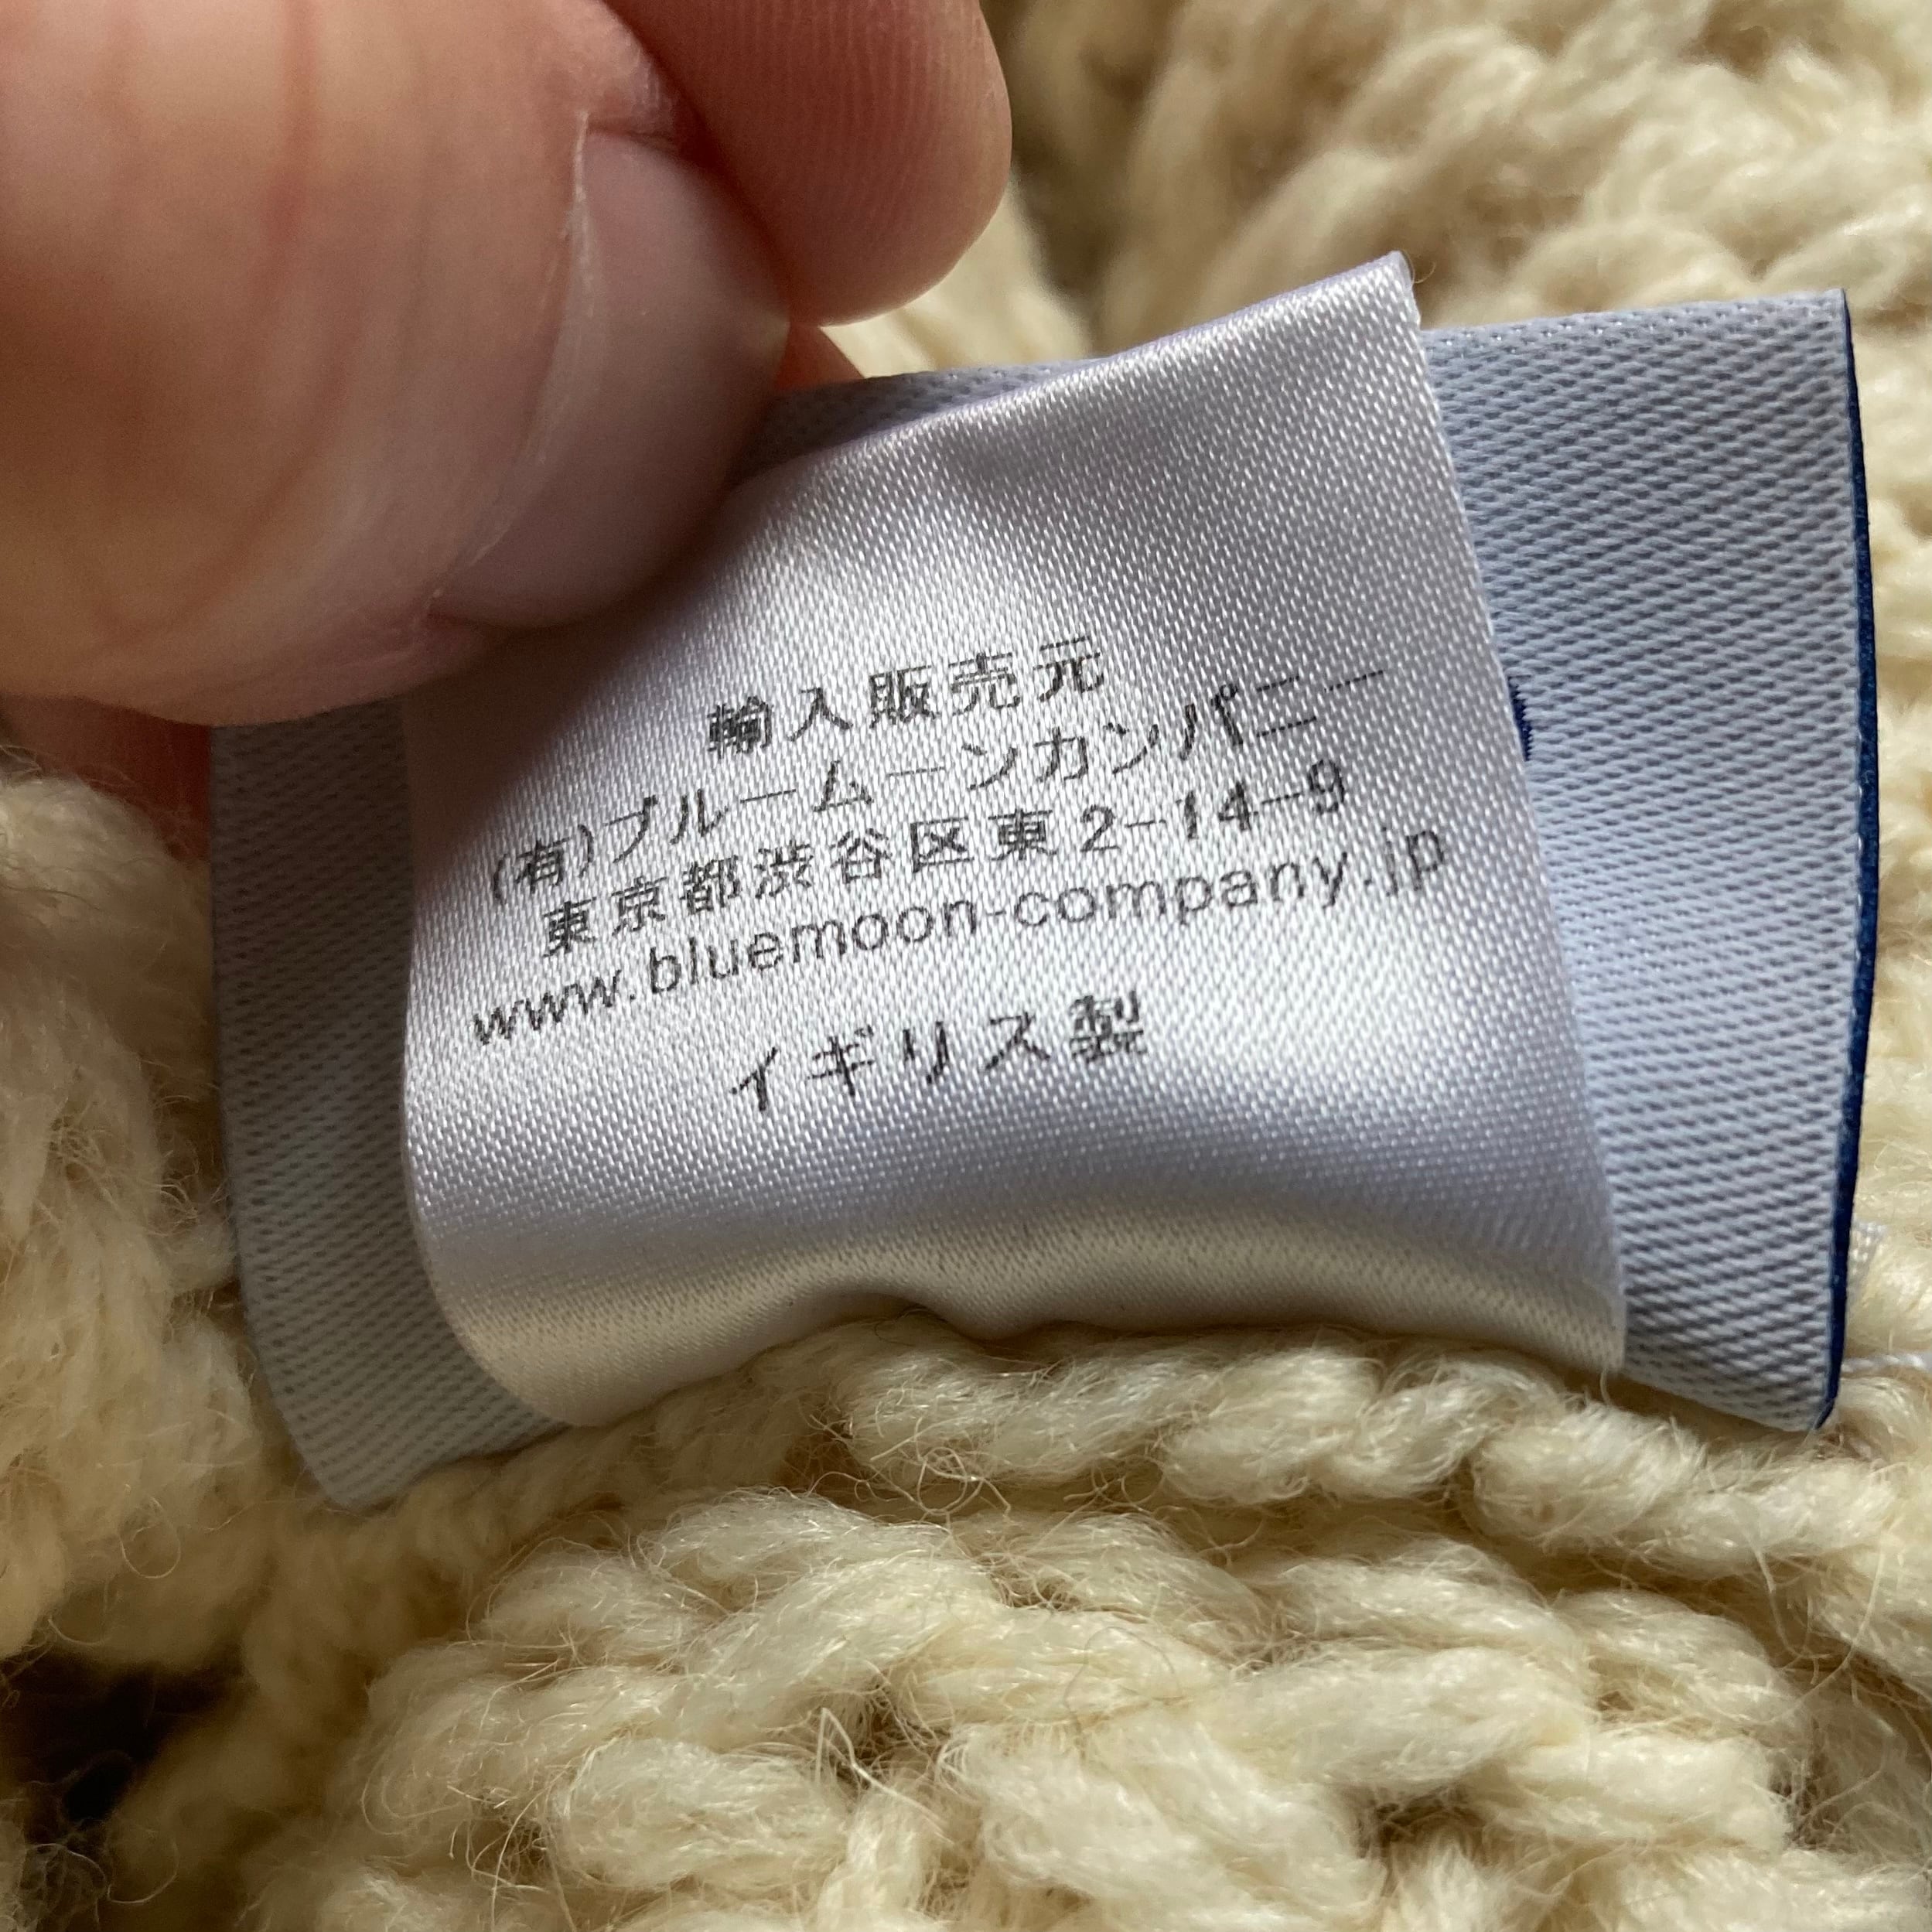 輸入販売元
(有)ブルームーンカンパニー
東京都渋谷区東2-14-9
www.bluemoon-company.jp
イギリス製